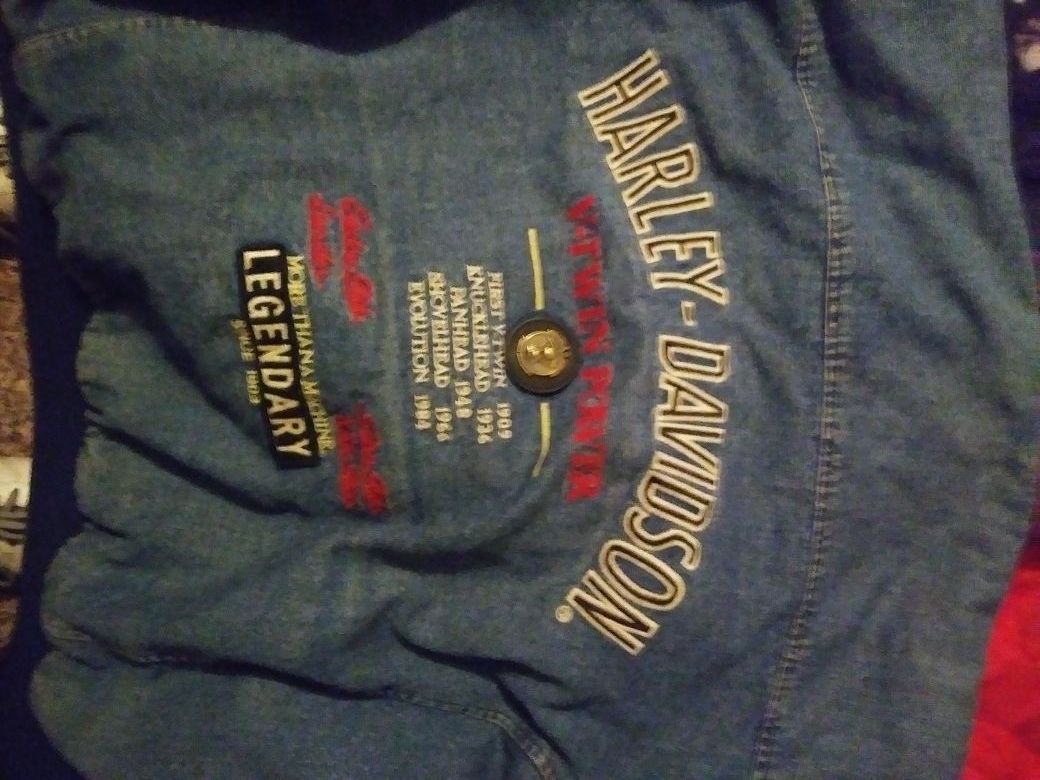 HARLEY-DAVIDSON®
V-TWIN POWER
FIRST V-TWIN 1909
KNUCKLEHEAD 1936
PANHEAD 1948
SHOVELHEAD 1966
EVOLUTION 1984
MORE THAN A MACHINE
LEGENDARY
SINCE 1903